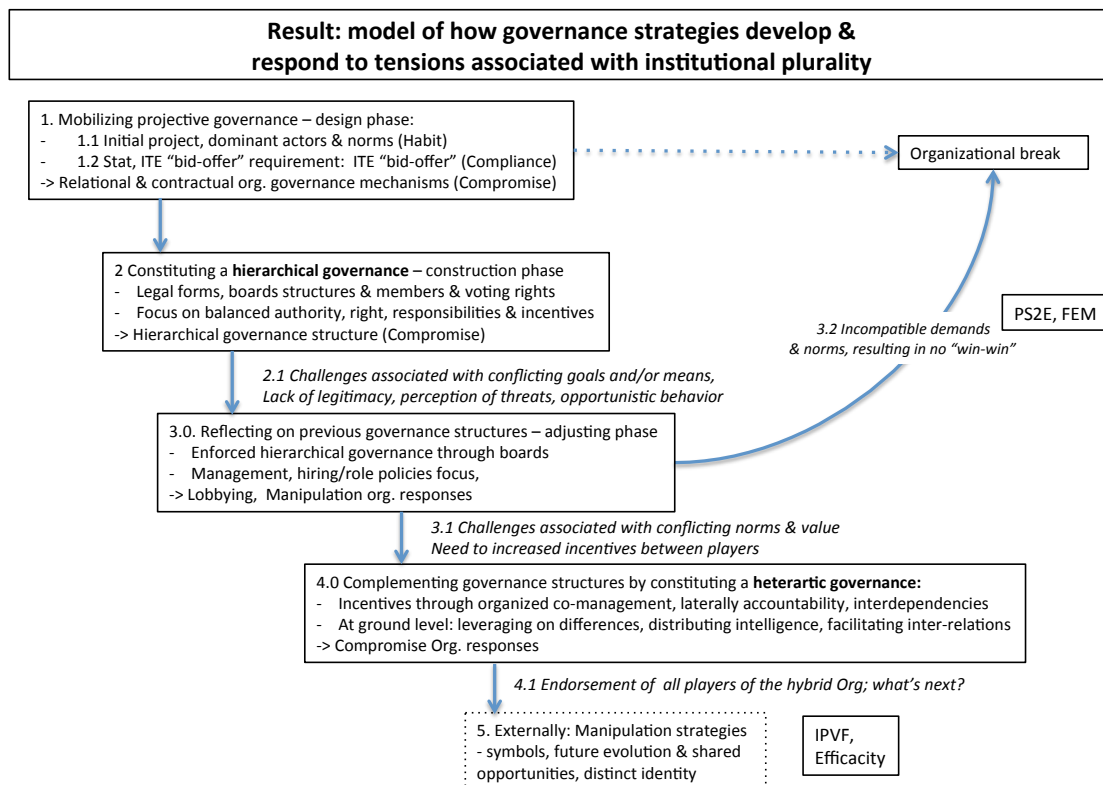 Result: model of how governance strategies develop &
respond to tensions associated with institutional plurality
1. Mobilizing projective governance – design phase:
- 1.1 Initial project, dominant actors & norms (Habit)
- 1.2 Stat, ITE “bid-offer” requirement: ITE “bid-offer” (Compliance)
-> Relational & contractual org. governance mechanisms (Compromise)
Organizational break
2 Constituting a hierarchical governance – construction phase
- Legal forms, boards structures & members & voting rights
- Focus on balanced authority, right, responsibilities & incentives
-> Hierarchical governance structure (Compromise)
PS2E, FEM
3.2 Incompatible demands
& norms, resulting in no “win-win”
2.1 Challenges associated with conflicting goals and/or means,
Lack of legitimacy, perception of threats, opportunistic behavior
3.0. Reflecting on previous governance structures – adjusting phase
- Enforced hierarchical governance through boards
- Management, hiring/role policies focus,
-> Lobbying, Manipulation org. responses
3.1 Challenges associated with conflicting norms & value
Need to increased incentives between players
4.0 Complementing governance structures by constituting a heterartic governance:
- Incentives through organized co-management, laterally accountability, interdependencies
- At ground level: leveraging on differences, distributing intelligence, facilitating inter-relations
-> Compromise Org. responses
4.1 Endorsement of all players of the hybrid Org; what’s next?
5. Externally: Manipulation strategies
- symbols, future evolution & shared
opportunities, distinct identity
IPVF,
Efficacity